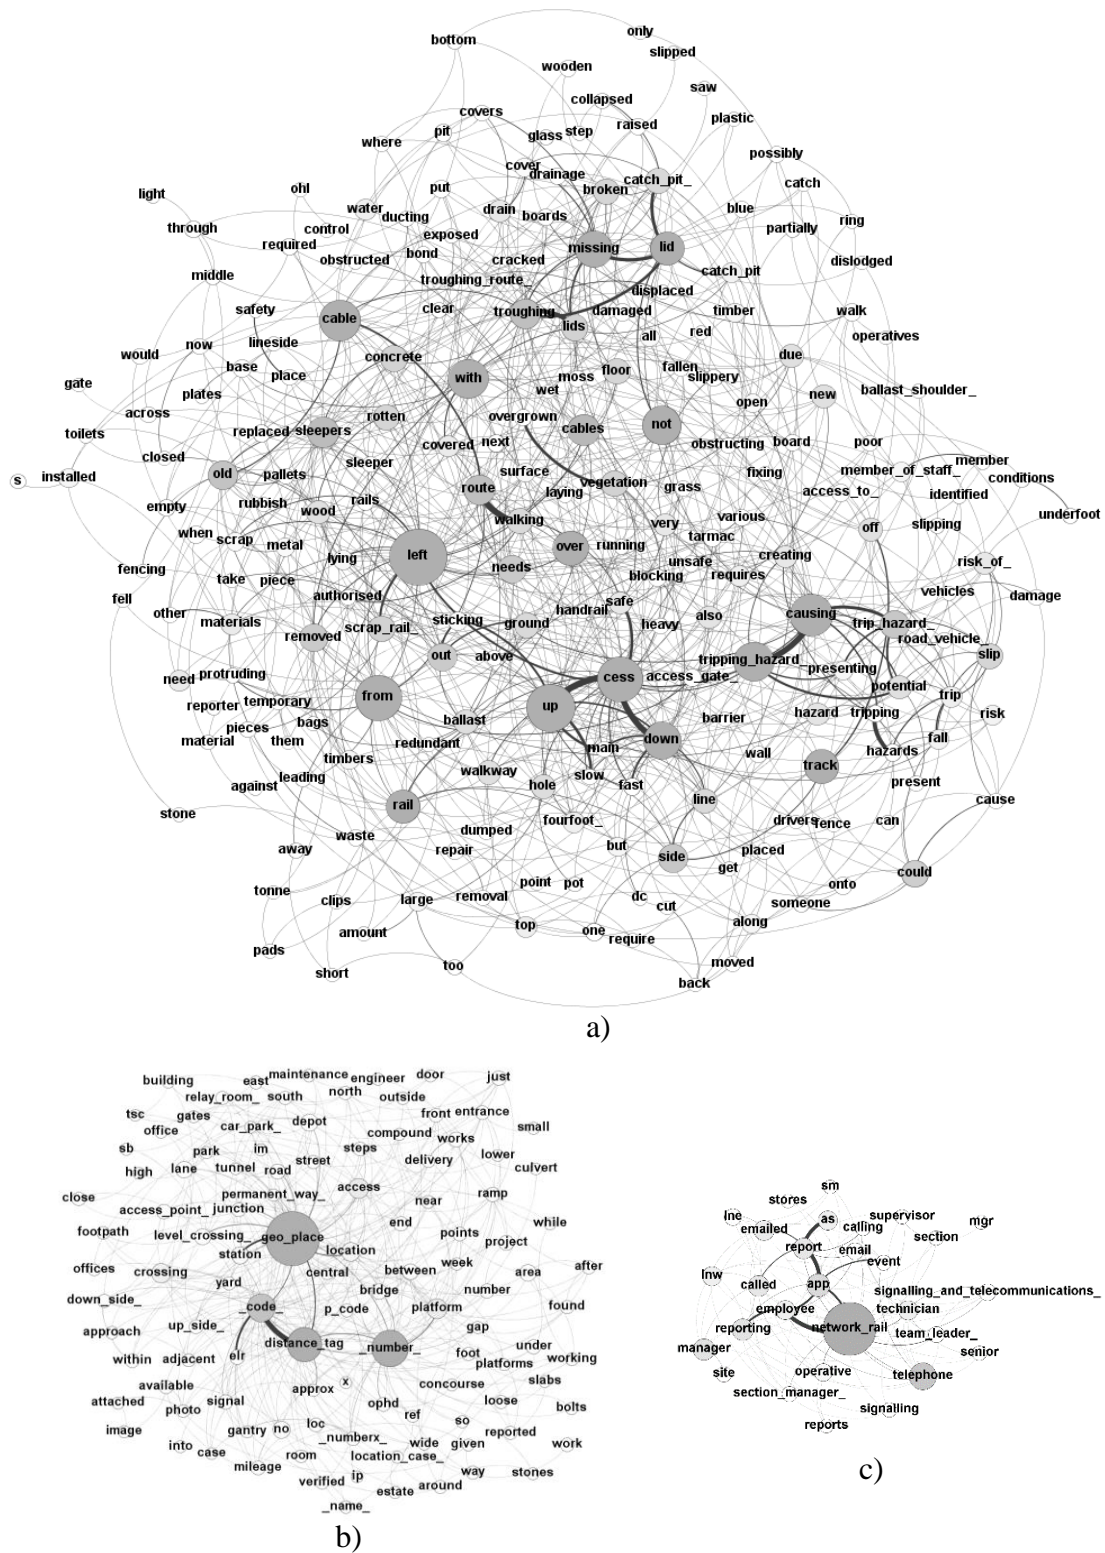 only
bottom
slipped
wooden
saw
collapsed
covers
plastic
raised
pit
glass
step
where
possibly
cover
drainage
catch_pit_
catch
broken
light
ohl
put
water
ducting
drain
boards
blue
ring
through
control
exposed
partially
required
missing
lid
obstructed
bond
cracked
dislodged
middle
troughing_route_
catch_pit
displaced
safety
clear
troughing
damaged
timber
walk
cable
lids
all
red
operatives
now
lineside
would
concrete
due
base
place
with
moss
floor
fallen
slippery
gate
plates
wet
open
new
ballast_shoulder_
across
rotten
overgrown
toilets
replaced
sleepers
cables
not
covered
next
obstructing
board
poor
closed
sleeper
member
s
installed
old
pallets
surface
fixing
member_of_staff_
conditions
route
laying
vegetation
grass
access_to_
identified
empty
rubbish
rails
wood
walking
very
various
off
slipping
underfoot
when
scrap
metal
left
over
running
tarmac
creating
unsafe
risk_of_
fencing
lying
needs
blocking
requires
take
piece
vehicles
damage
fell
authorised
safe
handrail
other
materials
sticking
ground
heavy
also
causing
trip_hazard_
removed
scrap_rail_
road_vehicle_
out
above
tripping_hazard_
slip
need
protruding
cess
access_gate_
presenting
potential
temporary
from
trip
reporter
up
pieces
bags
ballast
barrier
hazard
tripping
risk
material
them
redundant
down
fall
main
wall
hazards
timbers
track
against
leading
walkway
slow
fast
present
hole
stone
rail
line
cause
waste
dumped
fourfoot_
drivers
fence
can
away
repair
but
side
placed
get
could
tonne
clips
large
removal
point
pot
dc
cut
onto
someone
amount
top
one
require
along
pads
short
too
moved
back
a)
building
east
maintenance
engineer
door
just
relay_room_
south
north
outside
tsc
gates
front
entrance
office
car_park_
depot
compound
works
small
sb
park
im
steps
lower
high
lane
tunnel
road
street
delivery
culvert
close
permanent_way_
access
ramp
access_point_
junction
near
footpath
level_crossing_
geo_place
end
points
while
station
location
project
offices
crossing
central
between
week
area
after
yard
bridge
number
down_side_
_code_
p_code
platform
found
up_side_
gap
approach
distance_tag
_number_
under
within
adjacent
elr
foot
platforms
working
available
approx
x
concourse
slabs
attached
photo
signal
ophd
loose
bolts
image
gantry
no
loc
ref
so
reported
into
case
_numberx_
wide
given
work
room
location_case_
mileage
verified
ip
way
stones
estate
around
_name_
b)
sm
stores
lne
as
supervisor
mgr
emailed
calling
section
report
email
event
lnw
called
app
signalling_and_telecommunications_
employee
technician
reporting
network_rail
team_leader_
manager
senior
site
operative
telephone
section_manager_
signalling
reports
c)